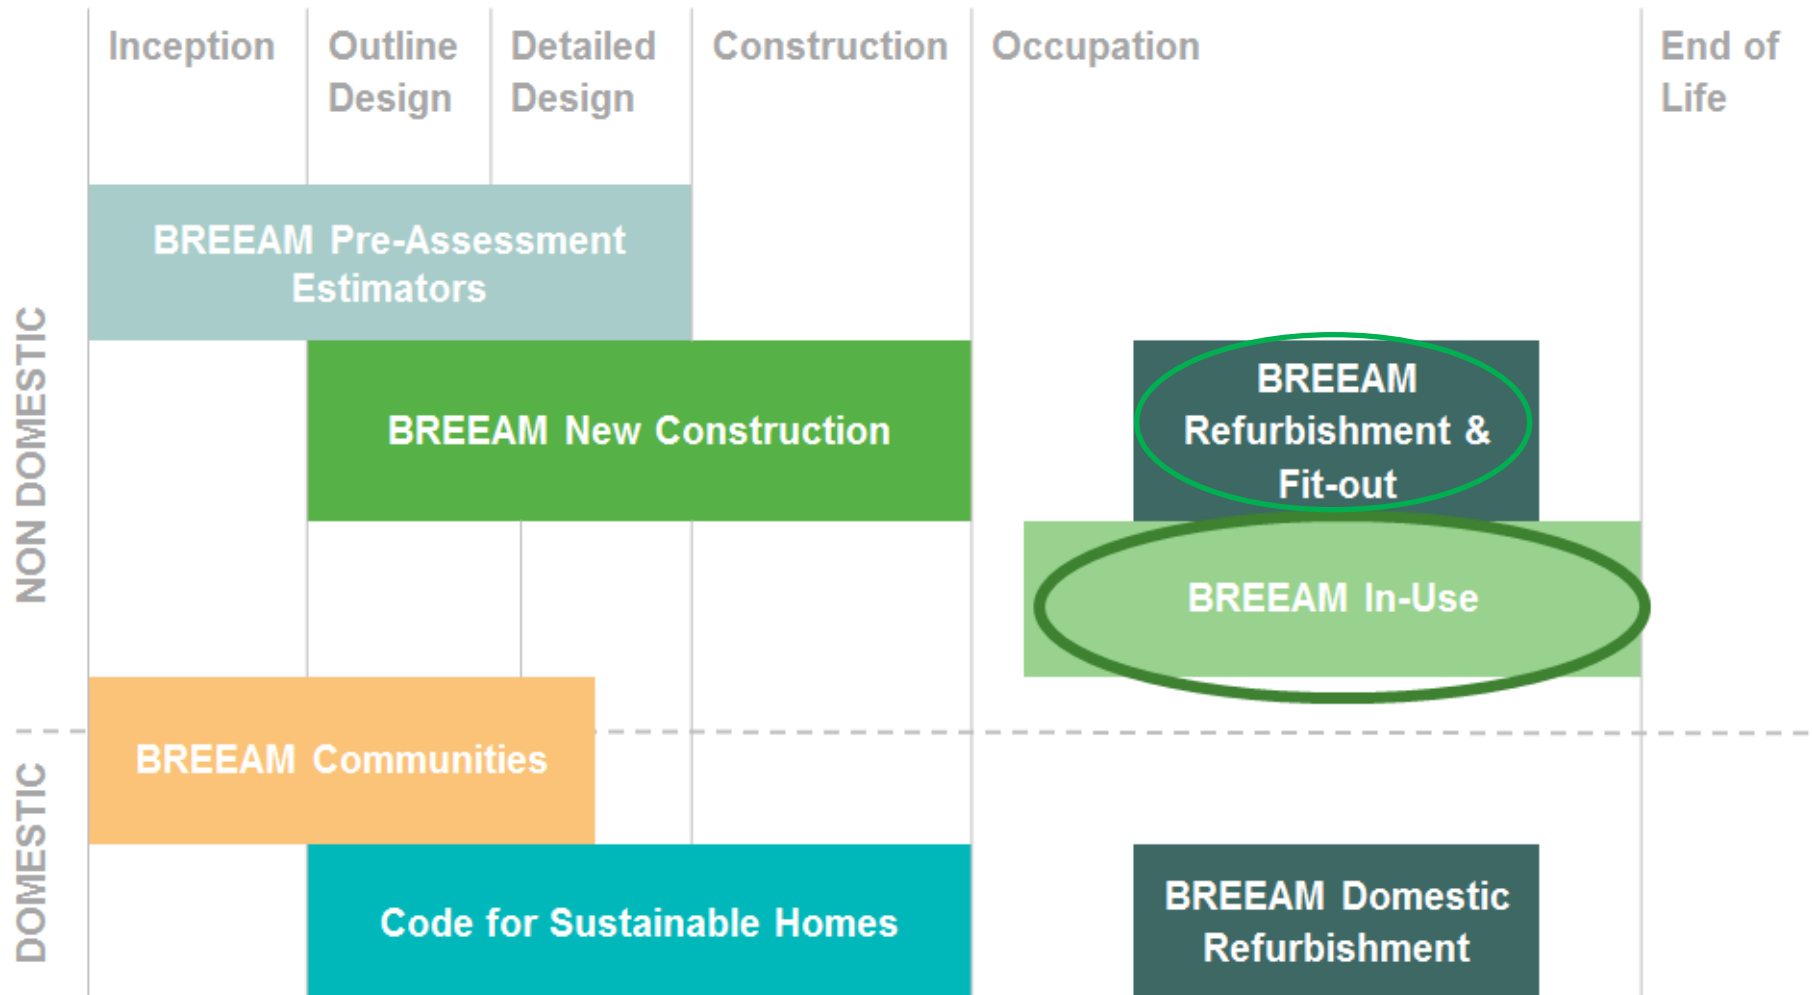 Inception
Outline
Design
Detailed
Design
Construction
Occupation
End of
Life
NON DOMESTIC
BREEAM Pre-Assessment
Estimators
BREEAM New Construction
BREEAM
Refurbishment &
Fit-out
BREEAM In-Use
DOMESTIC
BREEAM Communities
Code for Sustainable Homes
BREEAM Domestic
Refurbishment